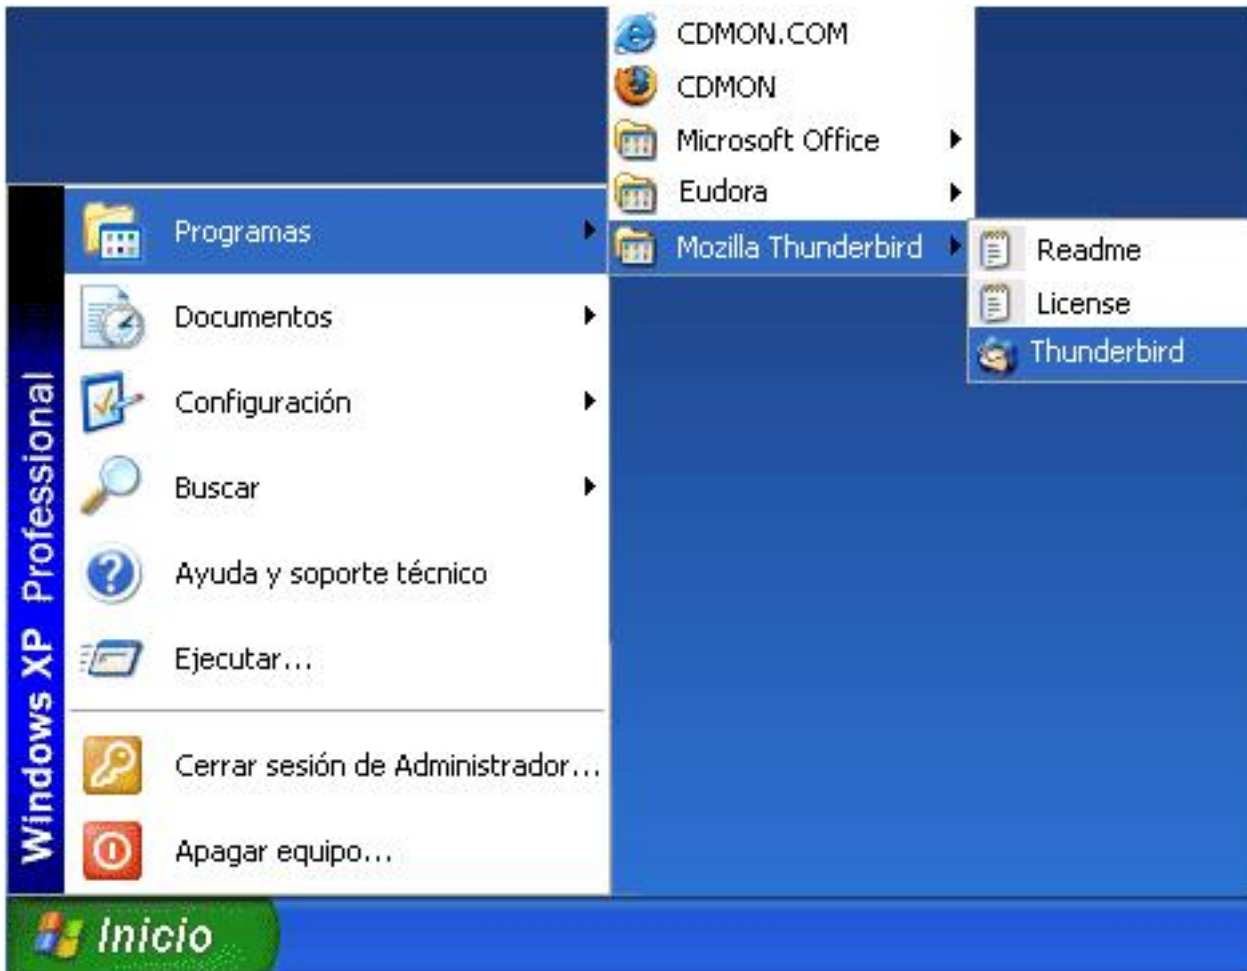 CDMON.COM
CDMON
Microsoft Office
Eudora
Mozilla Thunderbird
Readme
License
Thunderbird
Programas
Documentos
Configuración
Buscar
Ayuda y soporte técnico
Ejecutar...
Cerrar sesión de Administrador...
Apagar equipo...
Windows XP Professional
Inicio